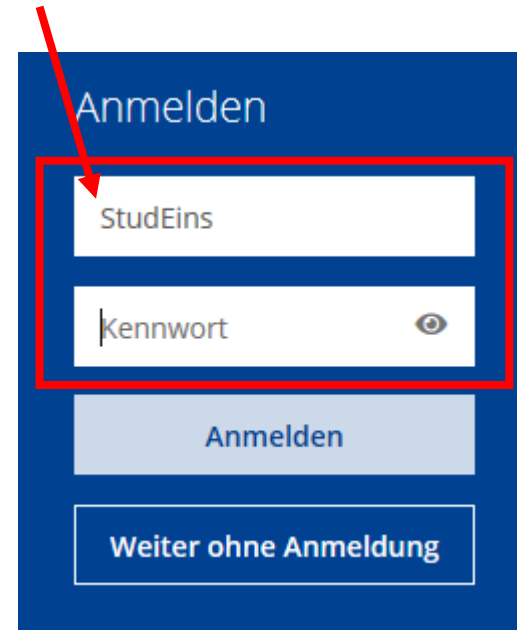 Anmelden
StudEins
Kennwort
Anmelden
Weiter ohne Anmeldung